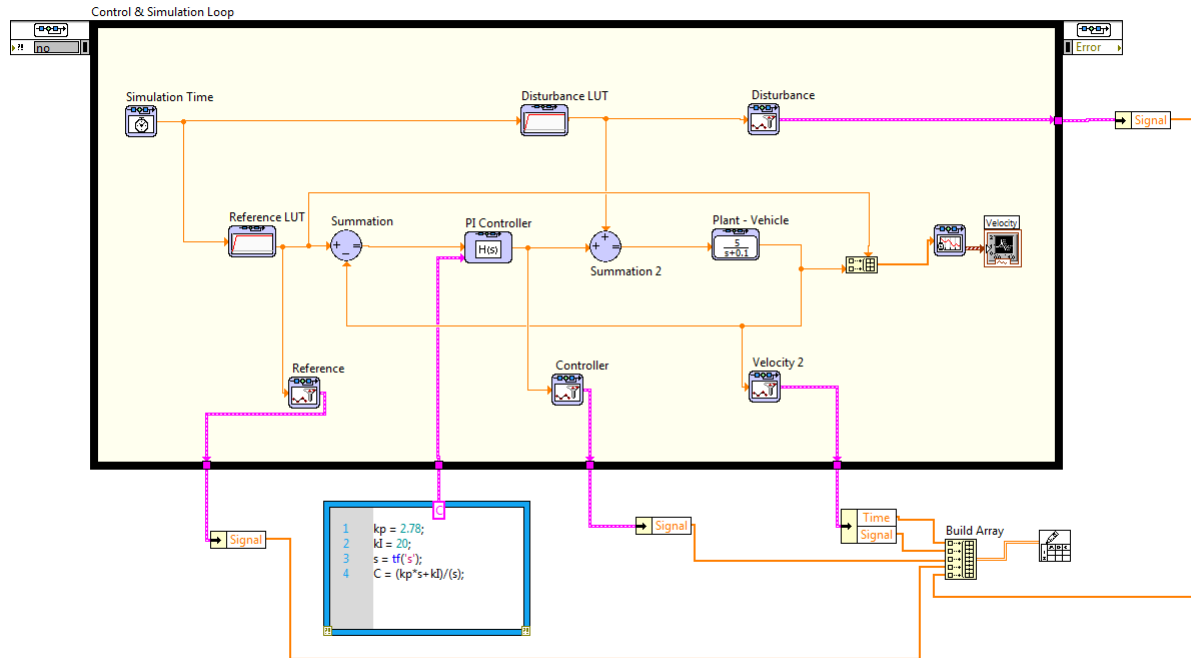 Control & Simulation Loop
?! no
Error
Simulation Time
Disturbance LUT
Disturbance
Signal
Reference LUT
Summation
PI Controller
Plant - Vehicle
Velocity
+ − =
H(s)
+ + =
5
s+0.1
Summation 2
Reference
Controller
Velocity 2
C
Signal
1 kp = 2.78;
2 kI = 20;
3 s = tf('s');
4 C = (kp*s+kI)/(s);
?! ?!
Signal
Time
Signal
Build Array